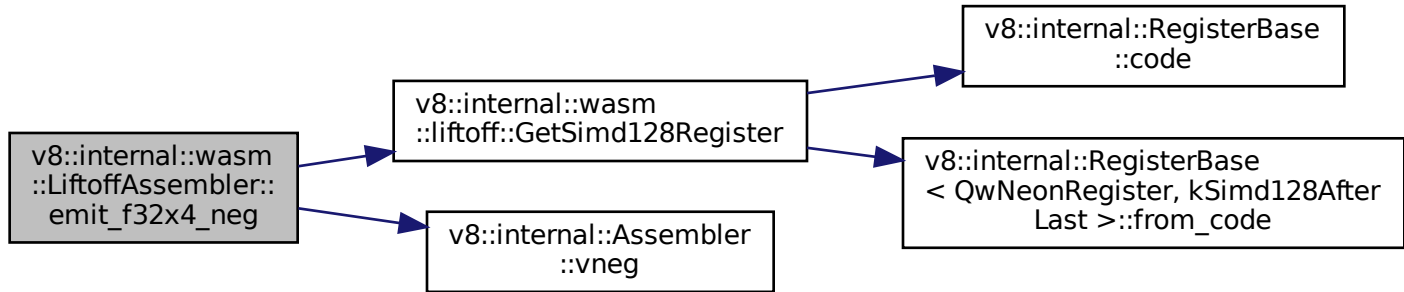 v8::internal::wasm
::LiftoffAssembler::
emit_f32x4_neg
v8::internal::wasm
::liftoff::GetSimd128Register
v8::internal::RegisterBase
::code
v8::internal::RegisterBase
< QwNeonRegister, kSimd128After
Last >::from_code
v8::internal::Assembler
::vneg